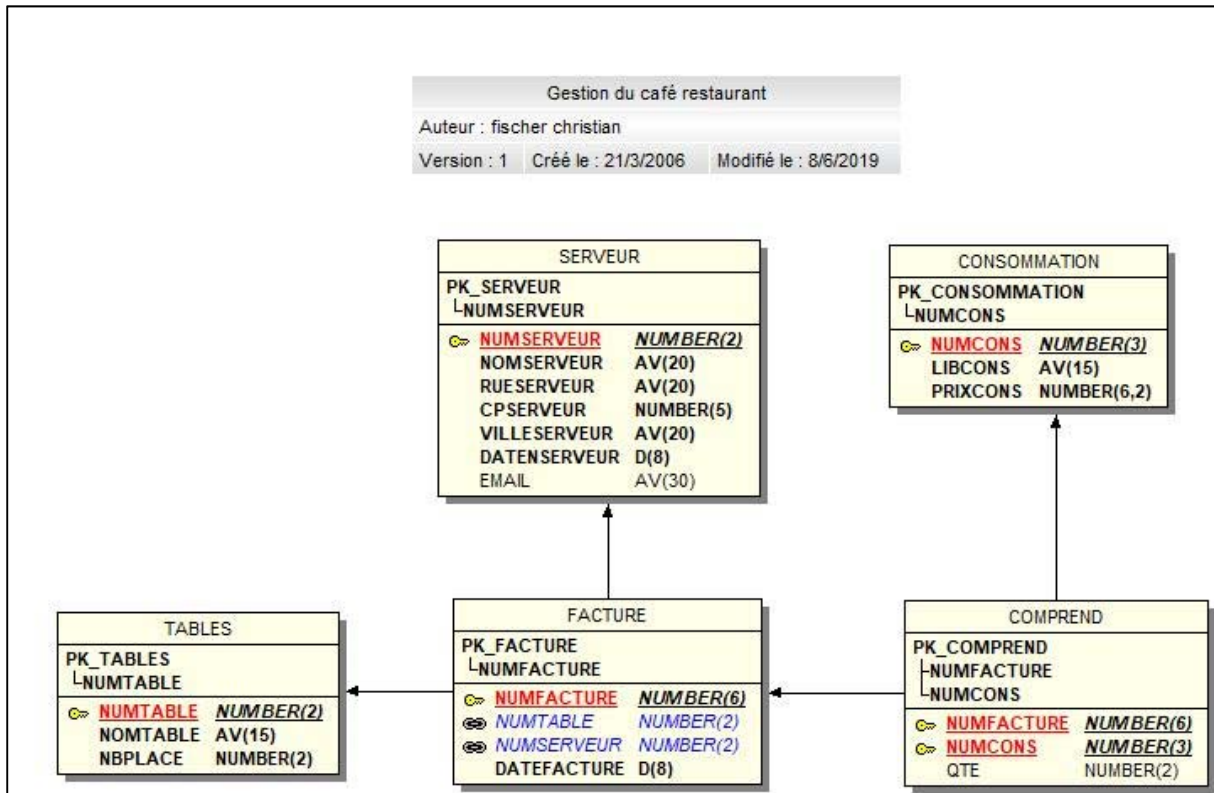 Gestion du café restaurant
Auteur : fischer christian
Version : 1 Créé le : 21/3/2006 Modifié le : 8/6/2019
SERVEUR
PK_SERVEUR
NUMSERVEUR
NUMSERVEUR NUMBER(2)
NOMSERVEUR AV(20)
RUESERVEUR AV(20)
CPSERVEUR NUMBER(5)
VILLESERVEUR AV(20)
DATENSERVEUR D(8)
EMAIL AV(30)
CONSOMMATION
PK_CONSOMMATION
NUMCONS
NUMCONS NUMBER(3)
LIBCONS AV(15)
PRIXCONS NUMBER(6,2)
TABLES
PK_TABLES
NUMTABLE
NUMTABLE NUMBER(2)
NOMTABLE AV(15)
NBPLACE NUMBER(2)
FACTURE
PK_FACTURE
NUMFACTURE
NUMFACTURE NUMBER(6)
NUMTABLE NUMBER(2)
NUMSERVEUR NUMBER(2)
DATEFACTURE D(8)
COMPREND
PK_COMPREND
NUMFACTURE
NUMCONS
NUMFACTURE NUMBER(6)
NUMCONS NUMBER(3)
QTE NUMBER(2)